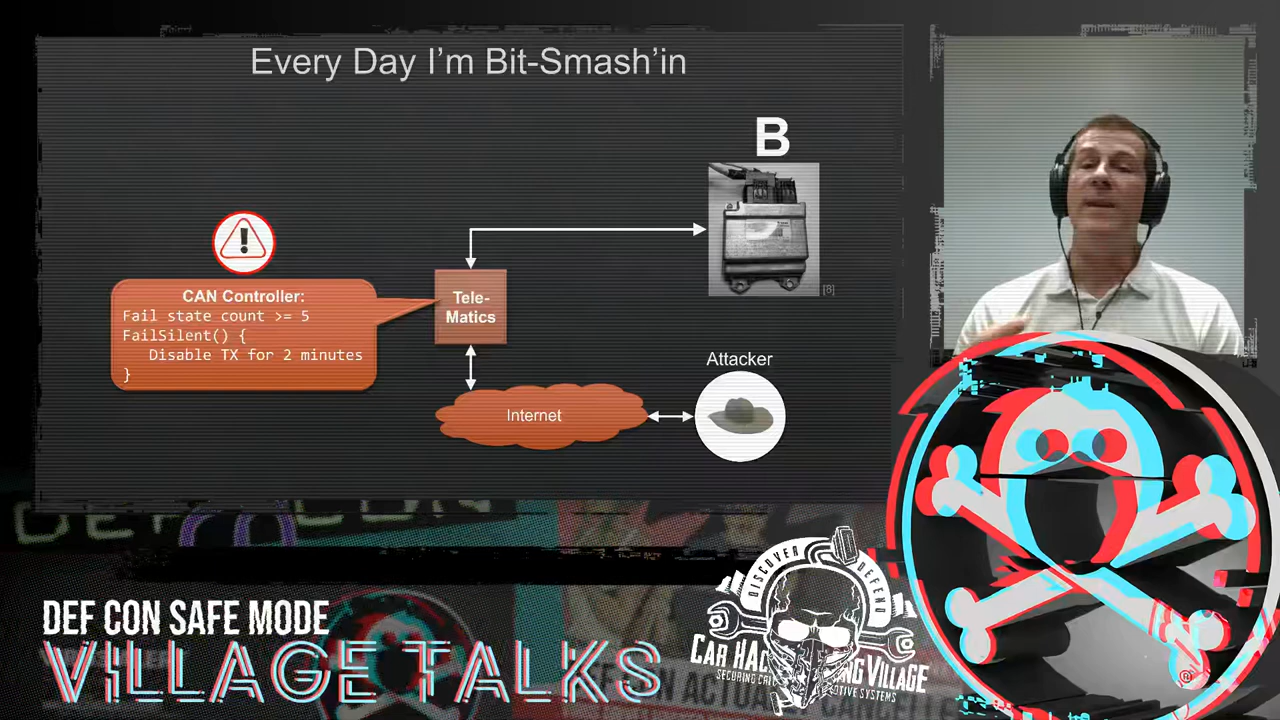 Every Day I'm Bit-Smash'in
B
[8]
CAN Controller:
Fail state count >= 5
FailSilent() {
Disable TX for 2 minutes
}
Tele-
Matics
Internet
Attacker
DEF CON SAFE MODE
VILLAGE TALKS
DISCOVER
DEFEND
CAR HACKING VILLAGE
®